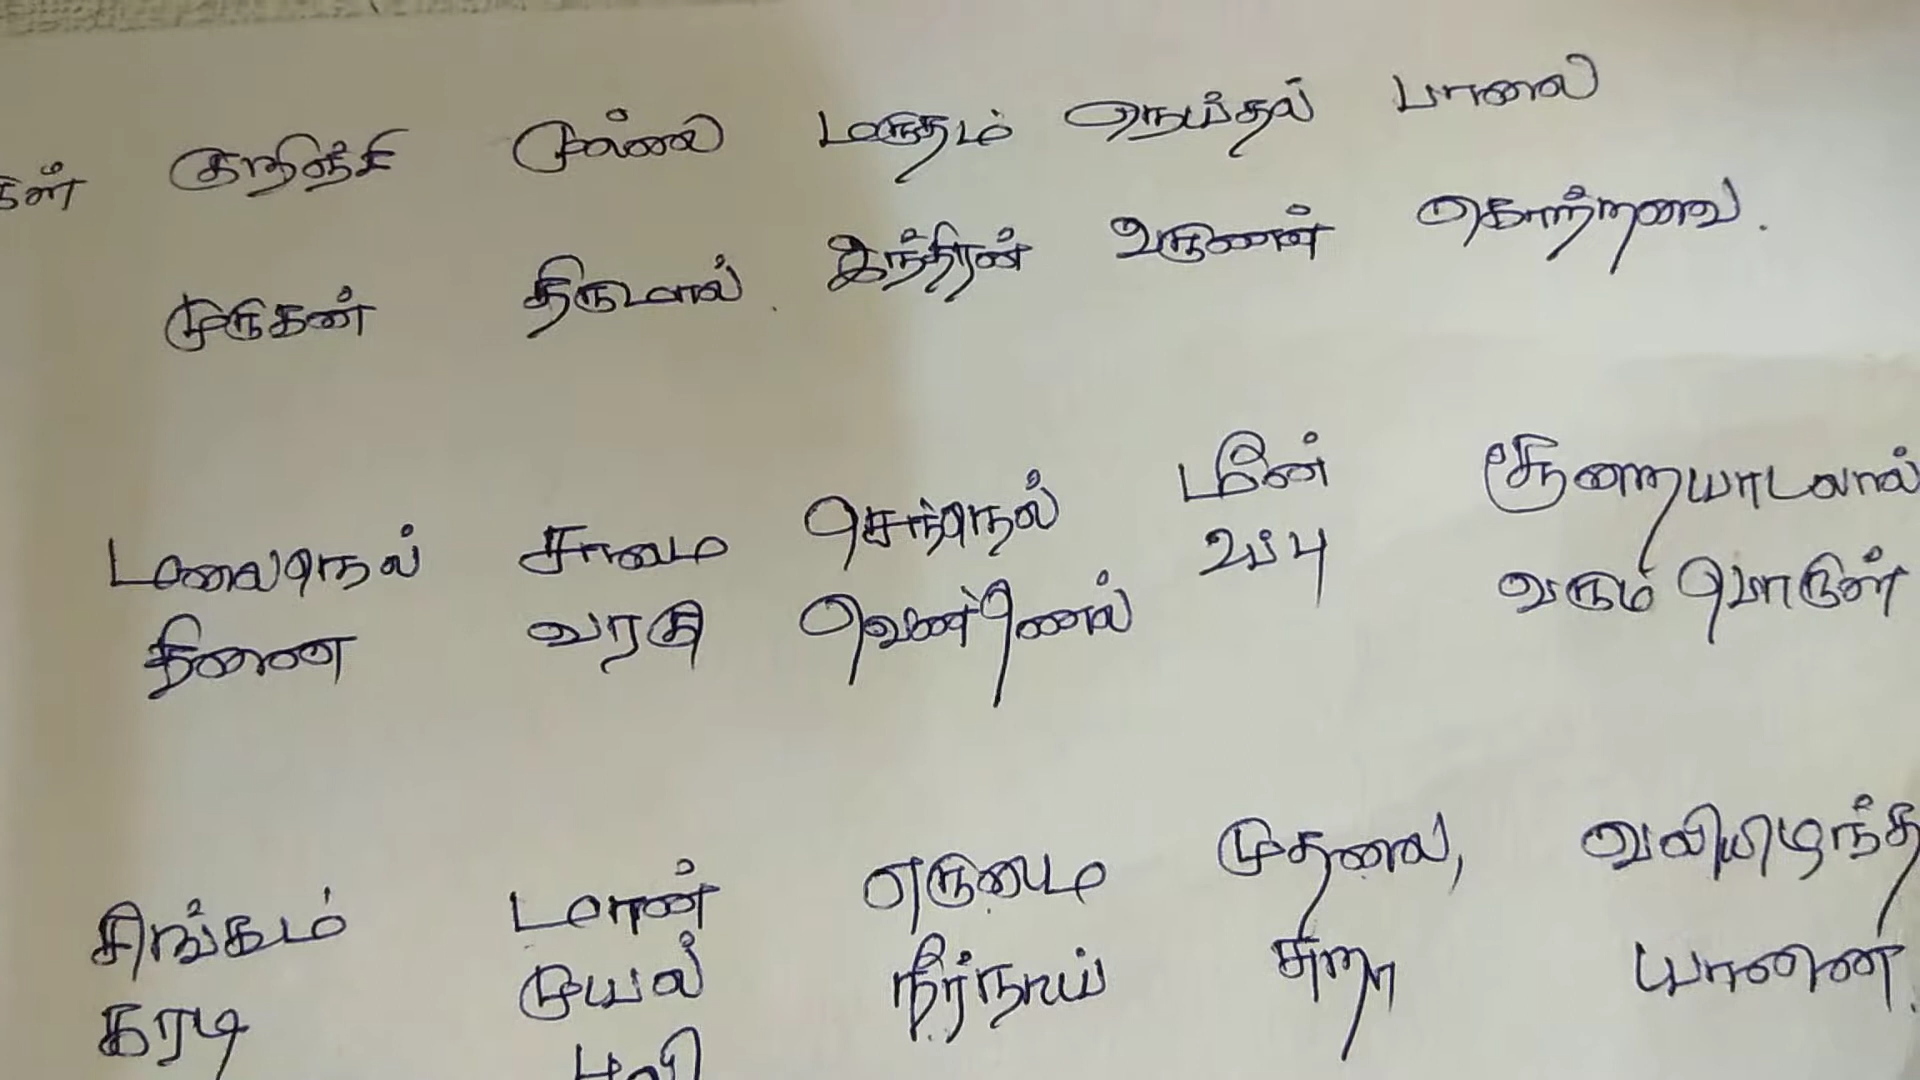 குறிஞ்சி முல்லை மருதம் நெய்தல் பாலை
முருகன் திருமால். இந்திரன் வருணன் கொற்றவை.
மலைநெல் சாமை செந்நெல் மீன் சூறையாடலால்
தினை வரகு வெண்ணெல் உப்பு வரும் பொருள்
சிங்கம் மான் எருமை முதலை, வலியிழந்த
கரடி முயல் நீர்நாய் சுறா யானை.
புலி